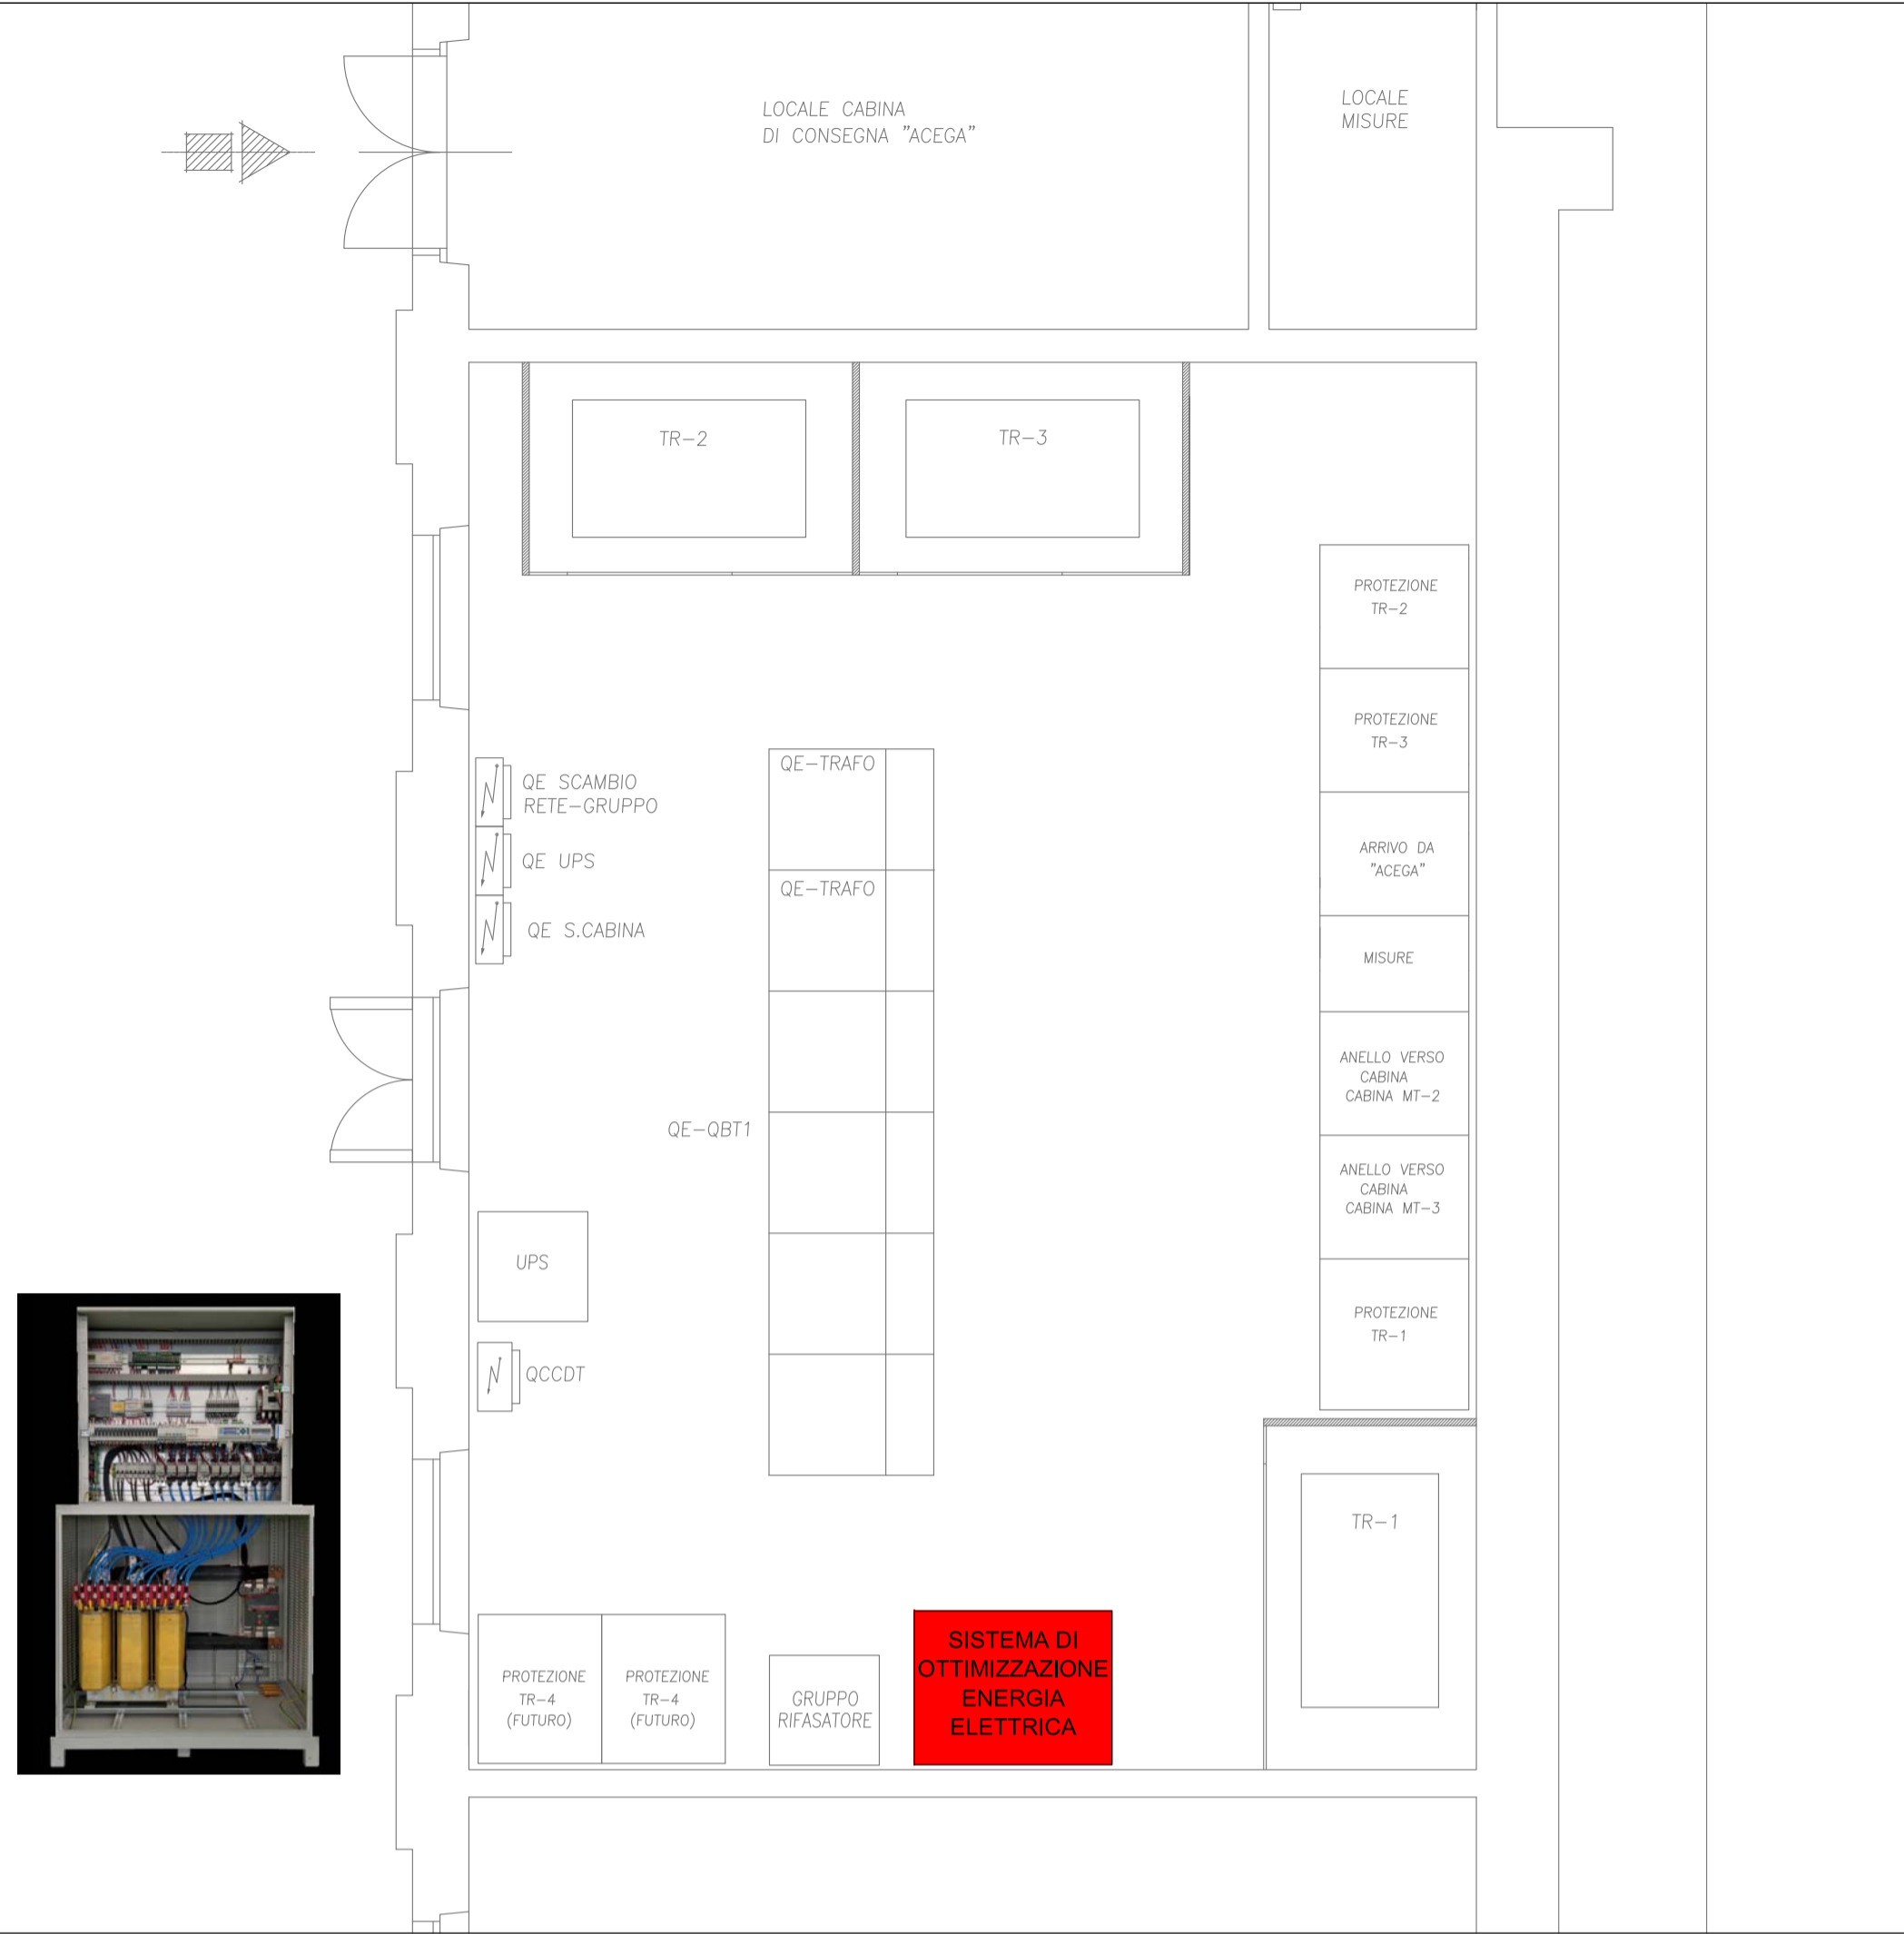 LOCALE CABINA
DI CONSEGNA "ACEGA"
LOCALE
MISURE
TR-2
TR-3
PROTEZIONE
TR-2
PROTEZIONE
TR-3
ARRIVO DA
"ACEGA"
MISURE
ANELLO VERSO
CABINA
CABINA MT-2
ANELLO VERSO
CABINA
CABINA MT-3
PROTEZIONE
TR-1
QE-TRAFO
QE-TRAFO
QE SCAMBIO
RETE-GRUPPO
QE UPS
QE S.CABINA
QE-QBT1
UPS
QCCDT
TR-1
PROTEZIONE
TR-4
(FUTURO)
PROTEZIONE
TR-4
(FUTURO)
GRUPPO
RIFASATORE
SISTEMA DI
OTTIMIZZAZIONE
ENERGIA
ELETTRICA